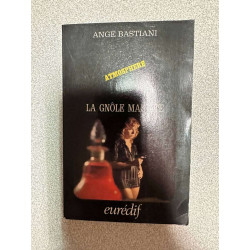 ANGE BASTIANI
ATMOSPHERE
LA GNÔLE
eurédif